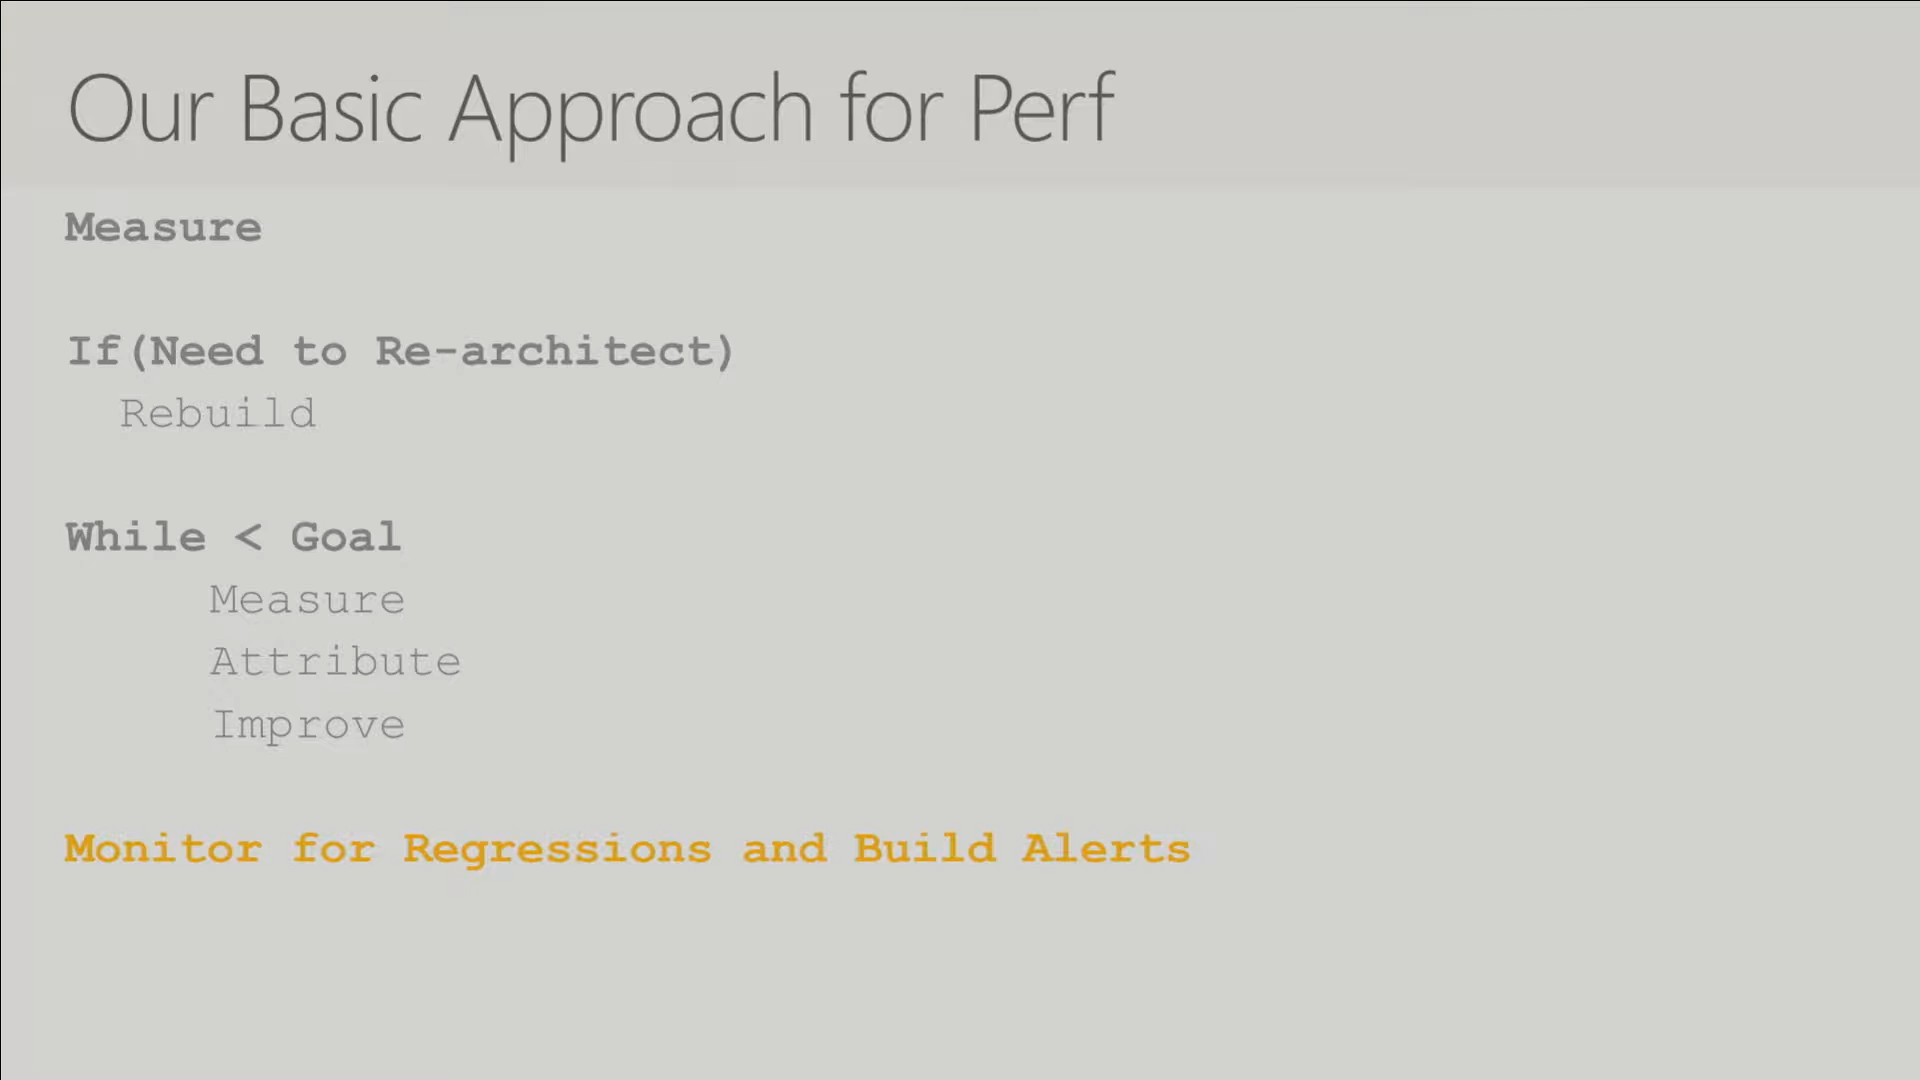 Our Basic Approach for Perf
Measure
If(Need to Re-architect)
Rebuild
While < Goal
Measure
Attribute
Improve
Monitor for Regressions and Build Alerts